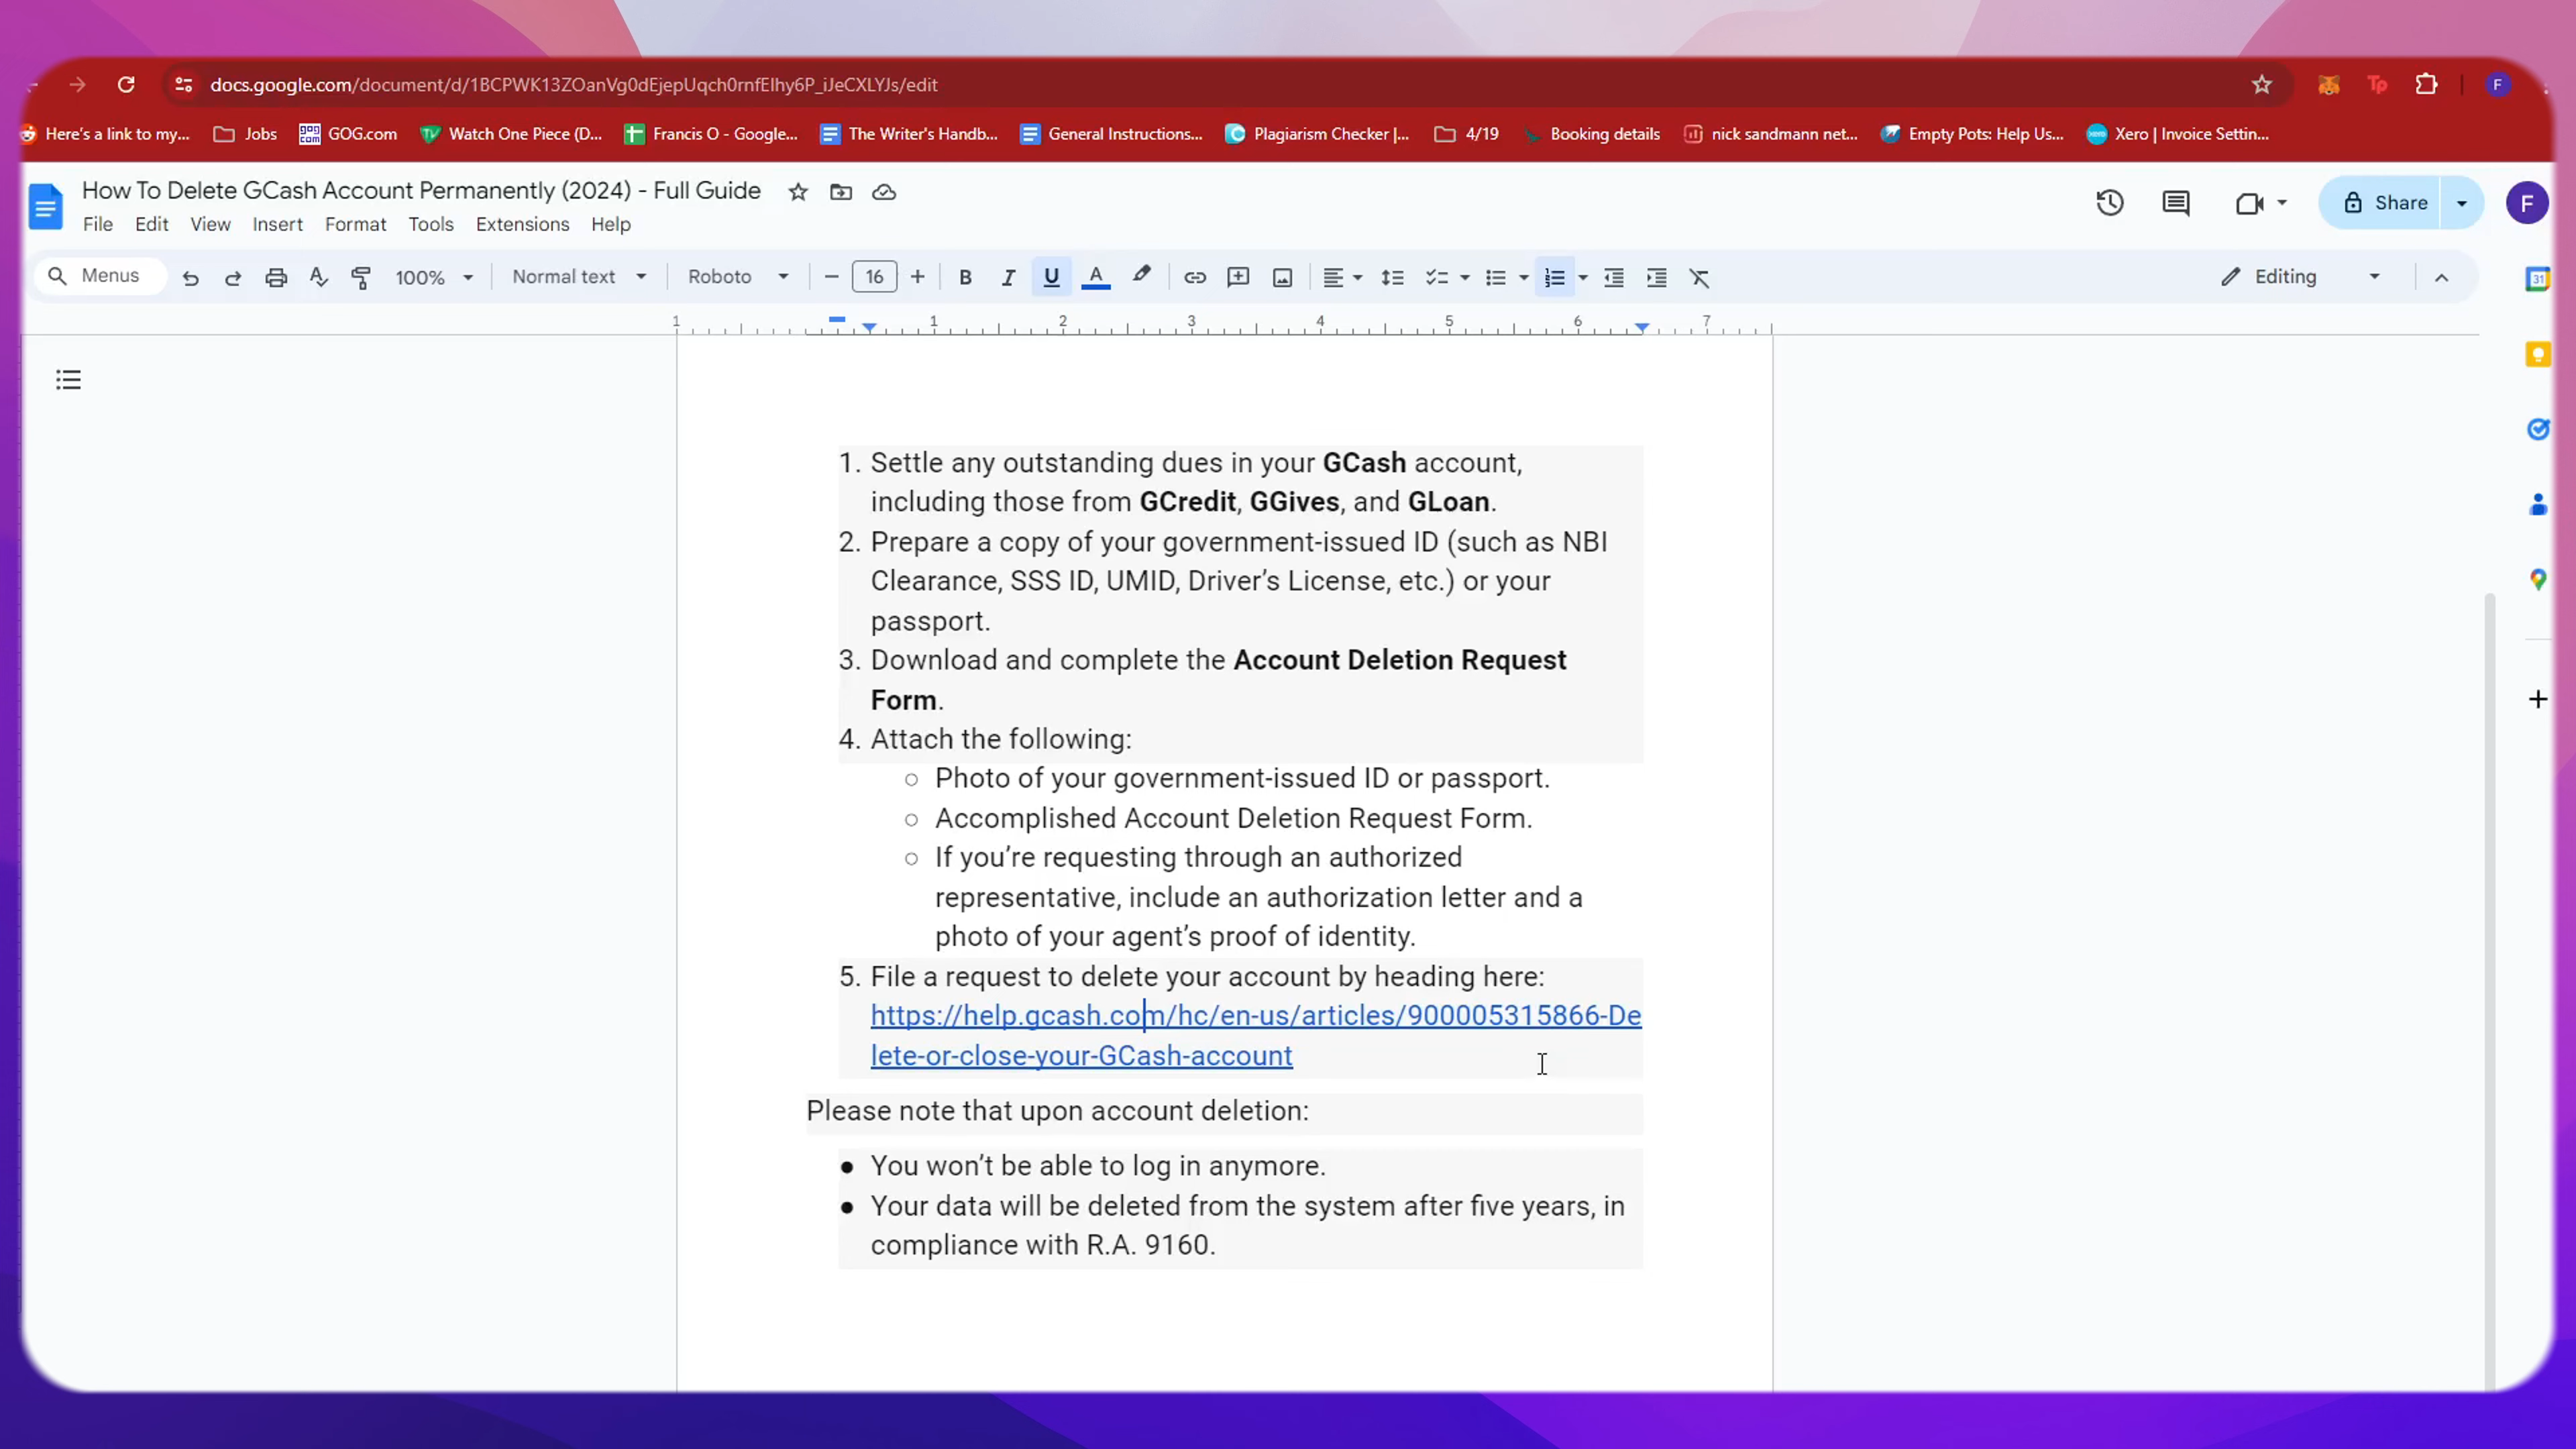 docs.google.com/document/d/1BCPWK13ZOanVg0dEjepUqch0rnfEIhy6P_iJeCXLYJs/edit
Here's a link to my... Jobs GOG.com Watch One Piece (D... Francis O - Google... The Writer's Handb... General Instructions... Plagiarism Checker |... 4/19 Booking details nick sandmann net... Empty Pots: Help Us... Xero | Invoice Settin...
How To Delete GCash Account Permanently (2024) - Full Guide
File Edit View Insert Format Tools Extensions Help
Share
F
Menus 100% Normal text Roboto 16 Editing
1 1 2 3 4 5 6 7
1. Settle any outstanding dues in your GCash account,
including those from GCredit, GGives, and GLoan.
2. Prepare a copy of your government-issued ID (such as NBI
Clearance, SSS ID, UMID, Driver's License, etc.) or your
passport.
3. Download and complete the Account Deletion Request
Form.
4. Attach the following:
Photo of your government-issued ID or passport.
Accomplished Account Deletion Request Form.
If you're requesting through an authorized
representative, include an authorization letter and a
photo of your agent's proof of identity.
5. File a request to delete your account by heading here:
https://help.gcash.com/hc/en-us/articles/900005315866-De
lete-or-close-your-GCash-account
Please note that upon account deletion:
You won't be able to log in anymore.
Your data will be deleted from the system after five years, in
compliance with R.A. 9160.